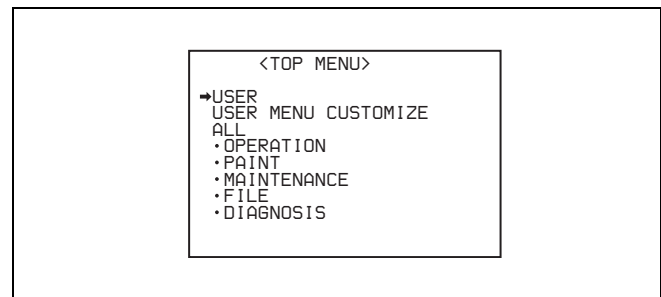 <TOP MENU>
➡USER
USER MENU CUSTOMIZE
ALL
·OPERATION
·PAINT
·MAINTENANCE
·FILE
·DIAGNOSIS